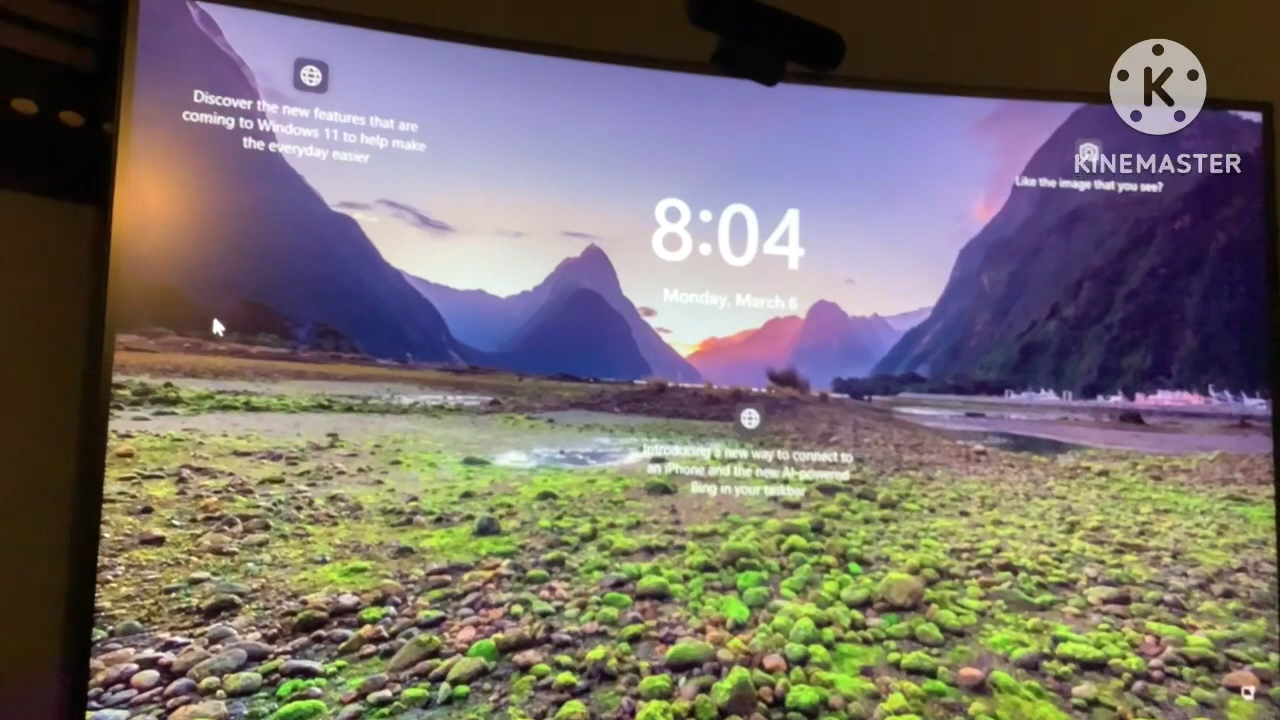 Discover the new features that are
coming to Windows 11 to help make
the everyday easier
K
KINEMASTER
Like the image that you see?
8:04
Monday, March 6
Introducing a new way to connect to
an iPhone and the new AI-powered
Bing in your taskbar